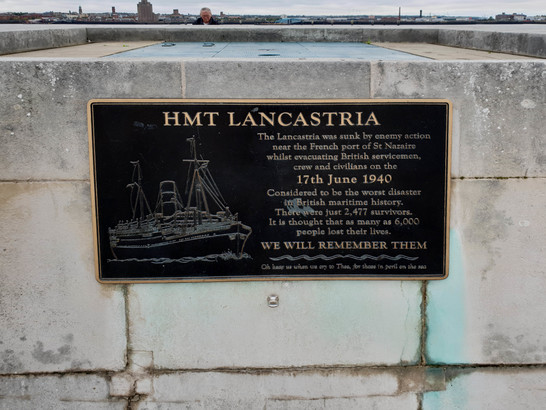 HMT LANCASTRIA
The Lancastria was sunk by enemy action
near the French port of St Nazaire
whilst evacuating British servicemen,
crew and civilians on the
17th June 1940
Considered to be the worst disaster
in British maritime history.
There were just 2,477 survivors.
It is thought that as many as 6,000
people lost their lives.
WE WILL REMEMBER THEM
Oh hear us when we cry to Thee, for those in peril on the sea